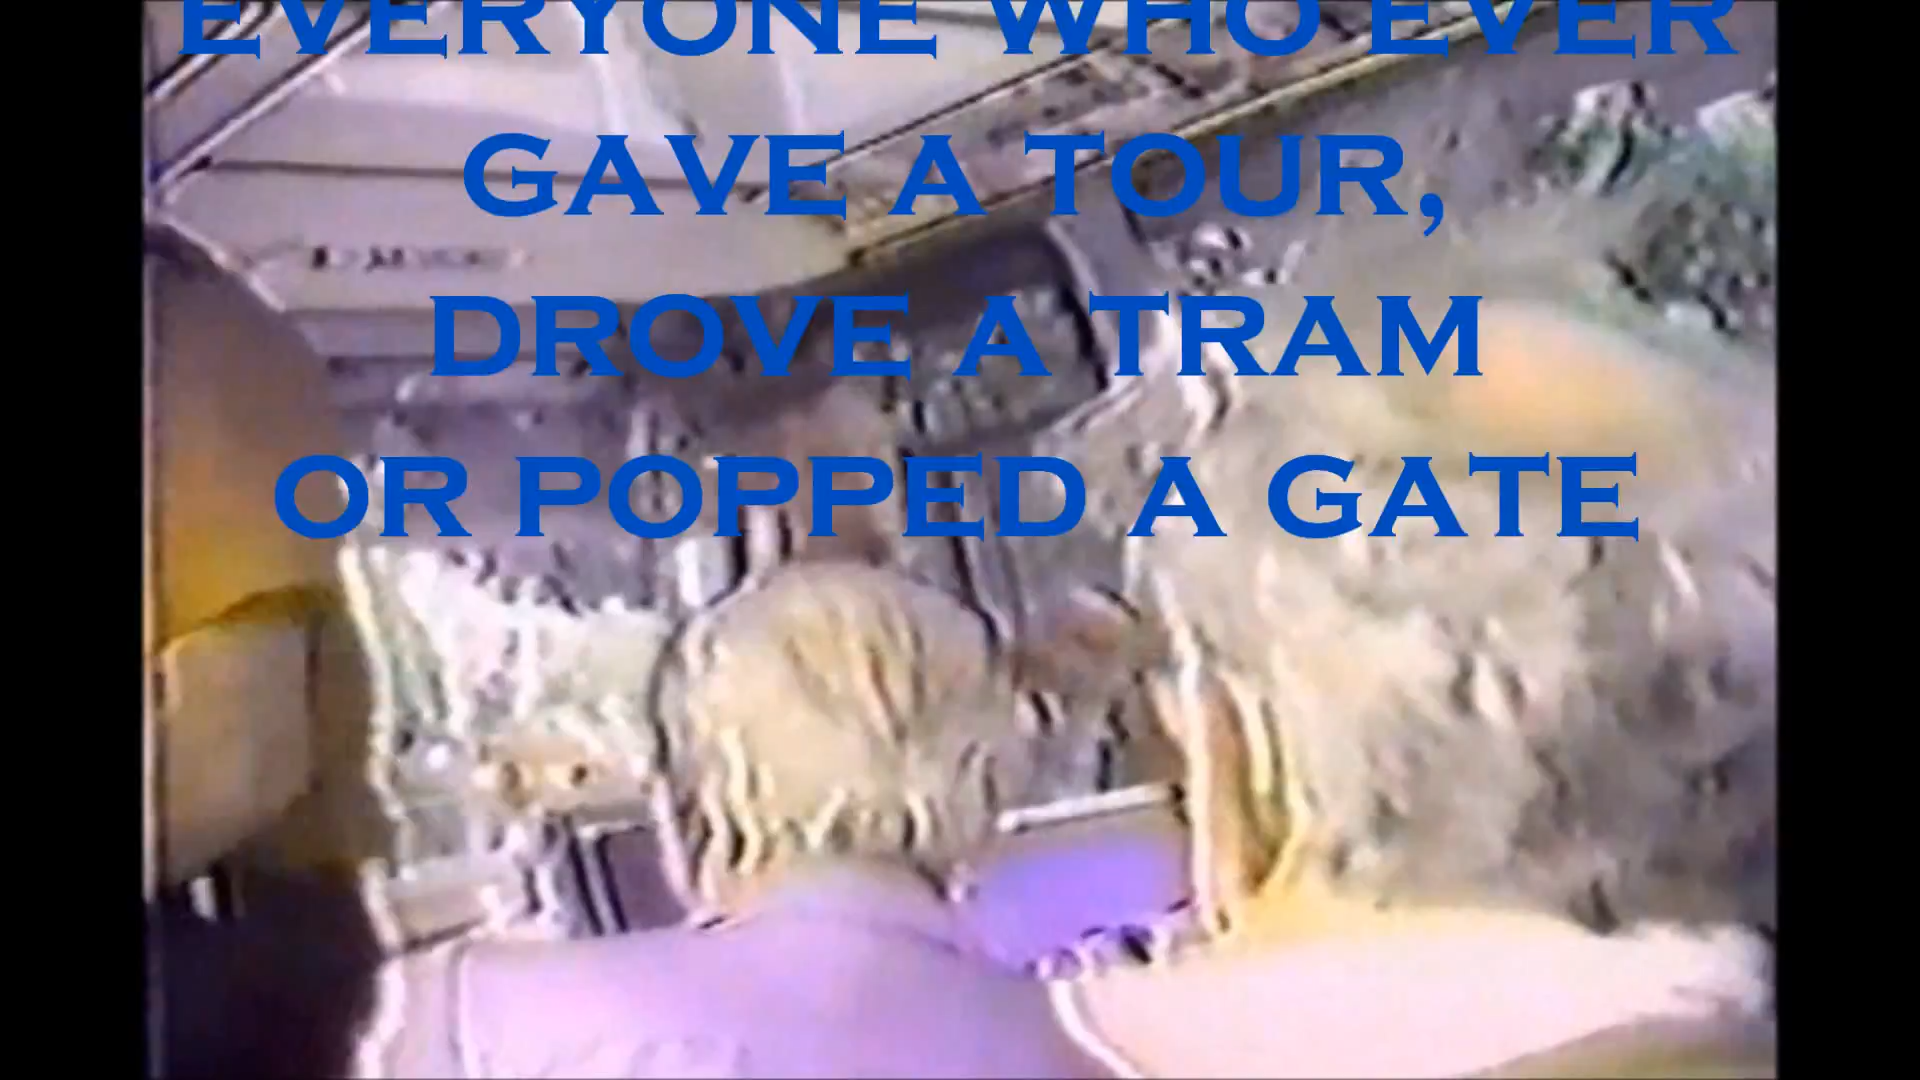 EVERYONE WHO EVER
GAVE A TOUR,
DROVE A TRAM
OR POPPED A GATE